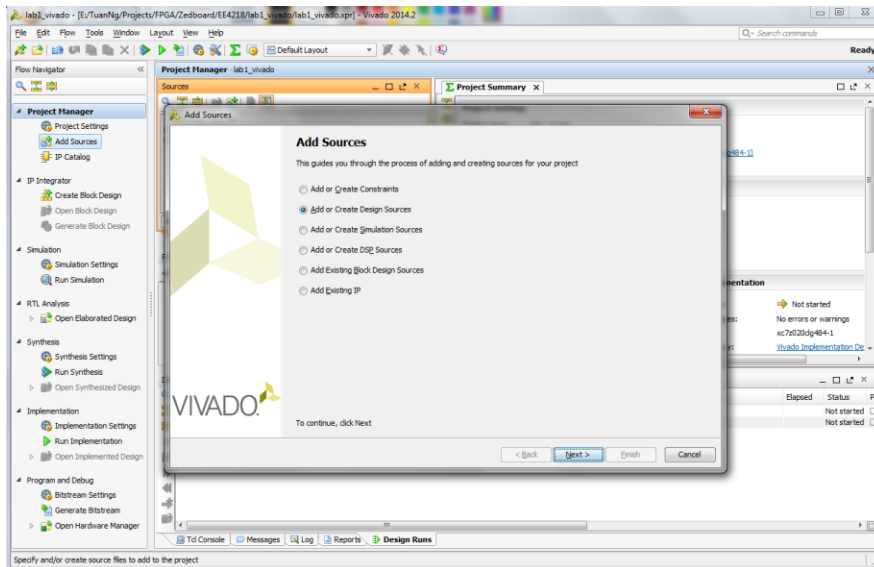 lab1_vivado - [E:/TuanNg/Projects/FPGA/Zedboard/EE4218/lab1_vivado/lab1_vivado.xpr] - Vivado 2014.2
File Edit Flow Tools Window Layout View Help
Search commands
Default Layout
Ready
Flow Navigator
Project Manager
Project Settings
Add Sources
IP Catalog
IP Integrator
Create Block Design
Open Block Design
Generate Block Design
Simulation
Simulation Settings
Run Simulation
RTL Analysis
Open Elaborated Design
Synthesis
Synthesis Settings
Run Synthesis
Open Synthesized Design
Implementation
Implementation Settings
Run Implementation
Open Implemented Design
Program and Debug
Bitstream Settings
Generate Bitstream
Open Hardware Manager
Project Manager - lab1_vivado
Sources
Project Summary
Add Sources
Add Sources
This guides you through the process of adding and creating sources for your project
Add or Create Constraints
Add or Create Design Sources
Add or Create Simulation Sources
Add or Create DSP Sources
Add Existing Block Design Sources
Add Existing IP
VIVADO
To continue, click Next
< Back Next > Finish Cancel
g484-1)
mentation
Not started
es: No errors or warnings
xc7z020clg484-1
y: Vivado Implementation De
Elapsed Status P
Not started
Not started
Tcl Console Messages Log Reports Design Runs
Specify and/or create source files to add to the project